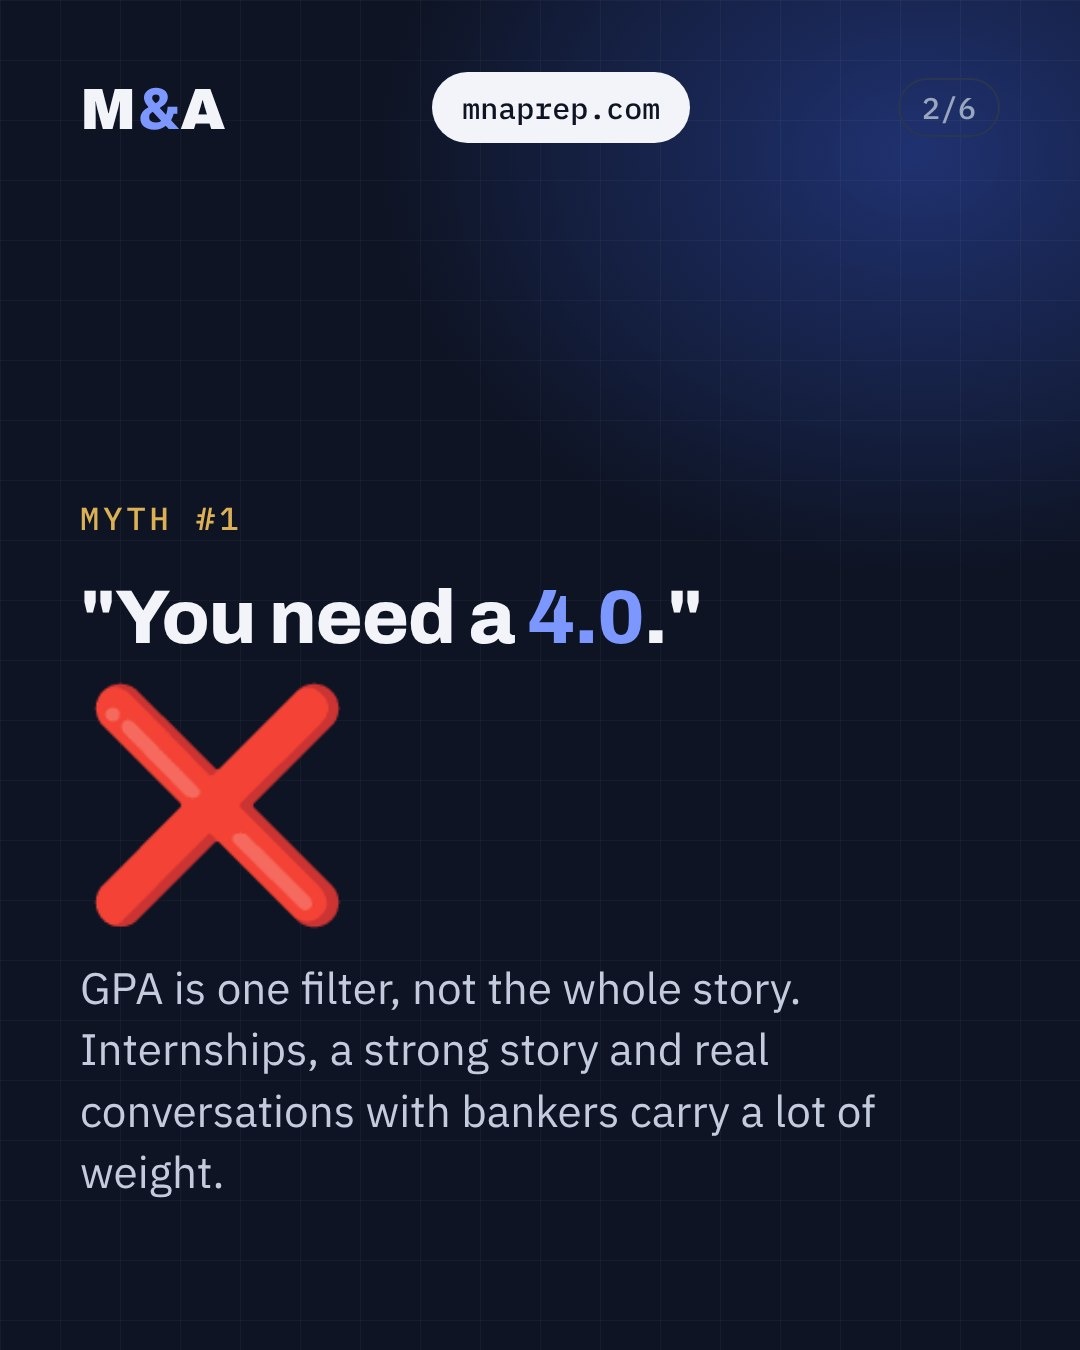 M&A
mnaprep.com
2/6
MYTH #1
"You need a 4.0."
GPA is one filter, not the whole story.
Internships, a strong story and real
conversations with bankers carry a lot of
weight.